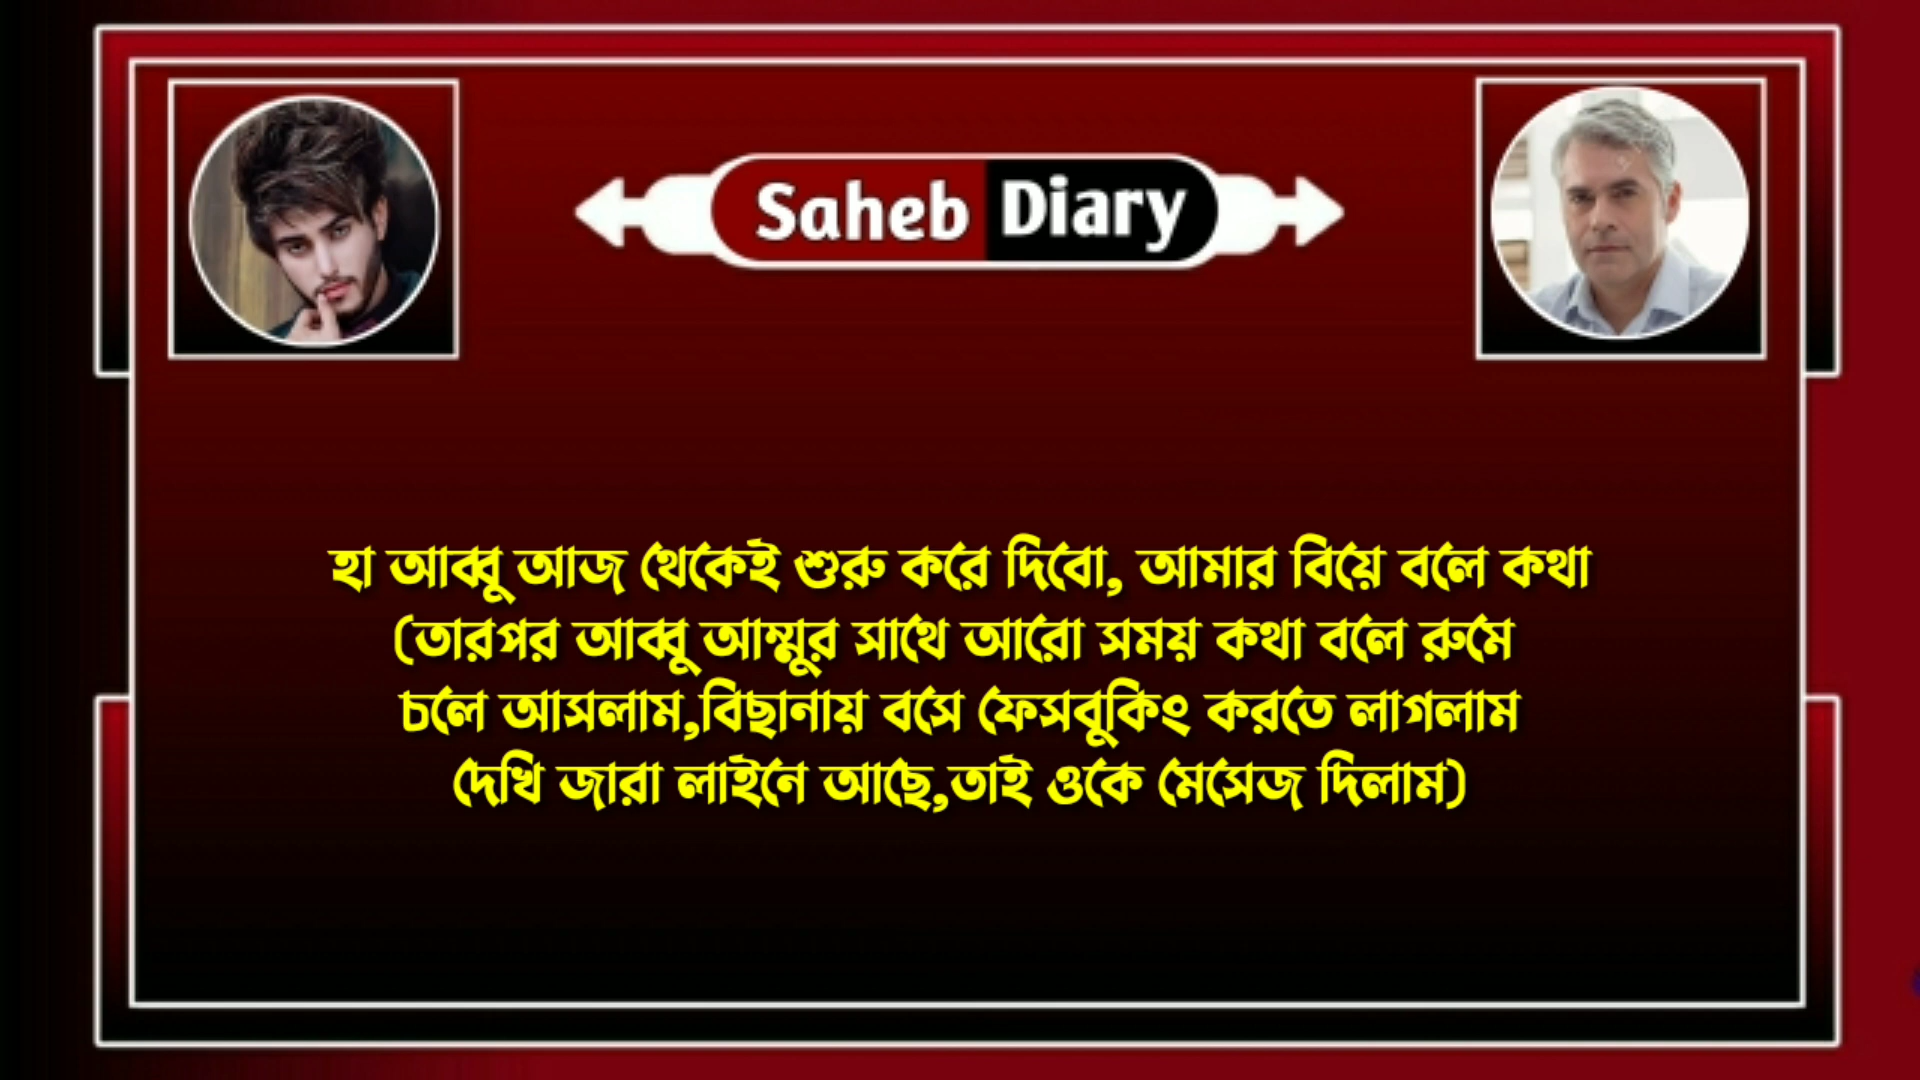 Saheb Diary
হা আব্বু আজ থেকেই শুরু করে দিবো, আমার বিয়ে বলে কথা
(তারপর আব্বু আম্মুর সাথে আরো সময় কথা বলে রুমে
চলে আসলাম,বিছানায় বসে ফেসবুকিং করতে লাগলাম
দেখি জারা লাইনে আছে,তাই ওকে মেসেজ দিলাম)